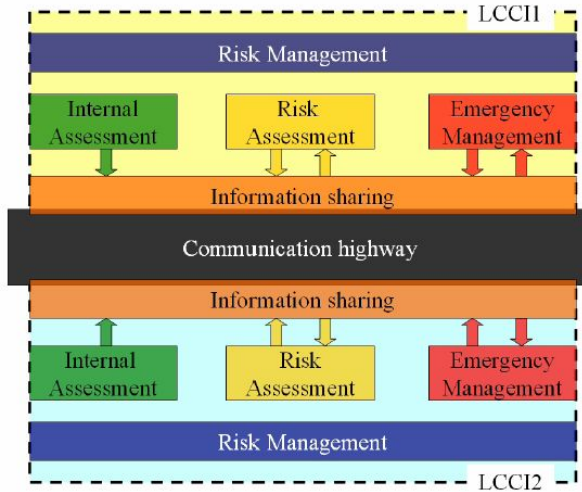 LCCI1
Risk Management
Internal
Assessment
Risk
Assessment
Emergency
Management
Information sharing
Communication highway
Information sharing
Internal
Assessment
Risk
Assessment
Emergency
Management
Risk Management
LCCI2